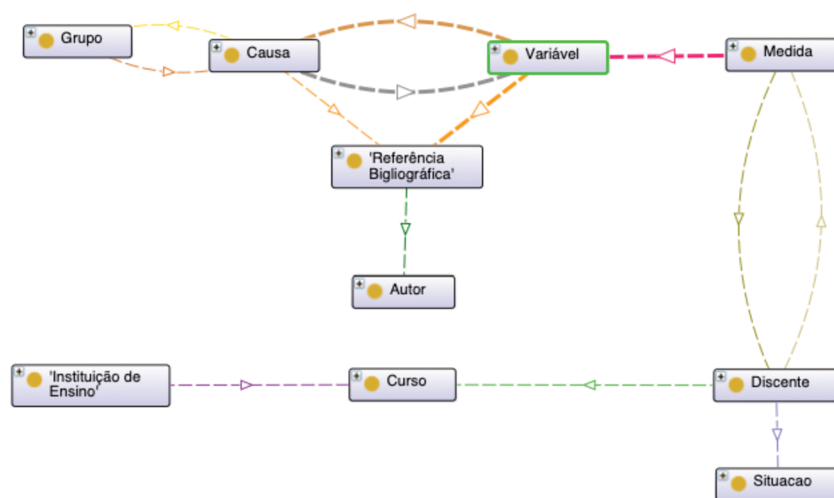 Grupo
Causa
Variável
Medida
'Referência
Bigliográfica'
Autor
'Instituição de
Ensino'
Curso
Discente
Situacao